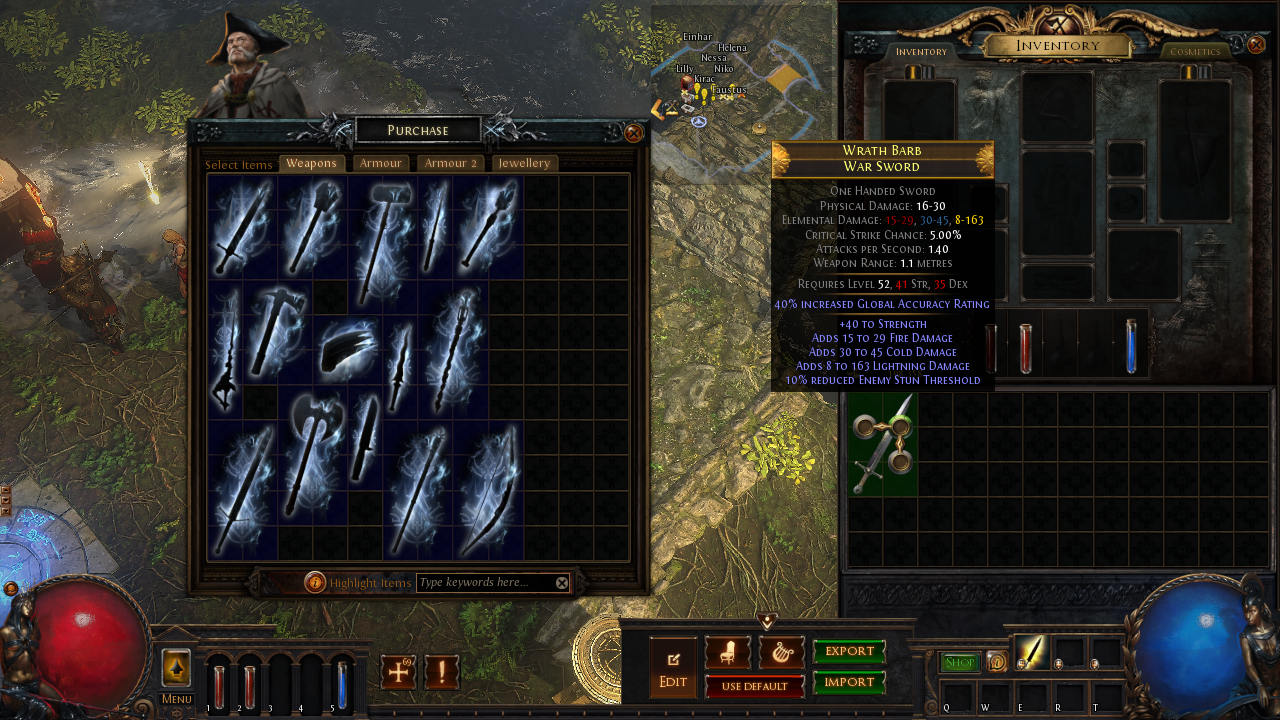 Einhar
Helena
Nessa
Lilly
Niko
Kirac
Faustus
Purchase
Select Items
Weapons
Armour
Armour 2
Jewellery
Highlight Items
Type keywords here...
Inventory
Inventory
Cosmetics
Wrath Barb
War Sword
One Handed Sword
Physical Damage: 16-30
Elemental Damage: 45-29, 30-45, 8-163
Critical Strike Chance: 5.00%
Attacks per Second: 1.40
Weapon Range: 1.1 metres
Requires Level 52, 41 Str, 35 Dex
40% increased Global Accuracy Rating
+40 to Strength
Adds 15 to 29 Fire Damage
Adds 30 to 45 Cold Damage
Adds 8 to 163 Lightning Damage
10% reduced Enemy Stun Threshold
Menu
1 2 3 4 5
69
Edit
Use Default
Export
Import
Shop
Q W E R T